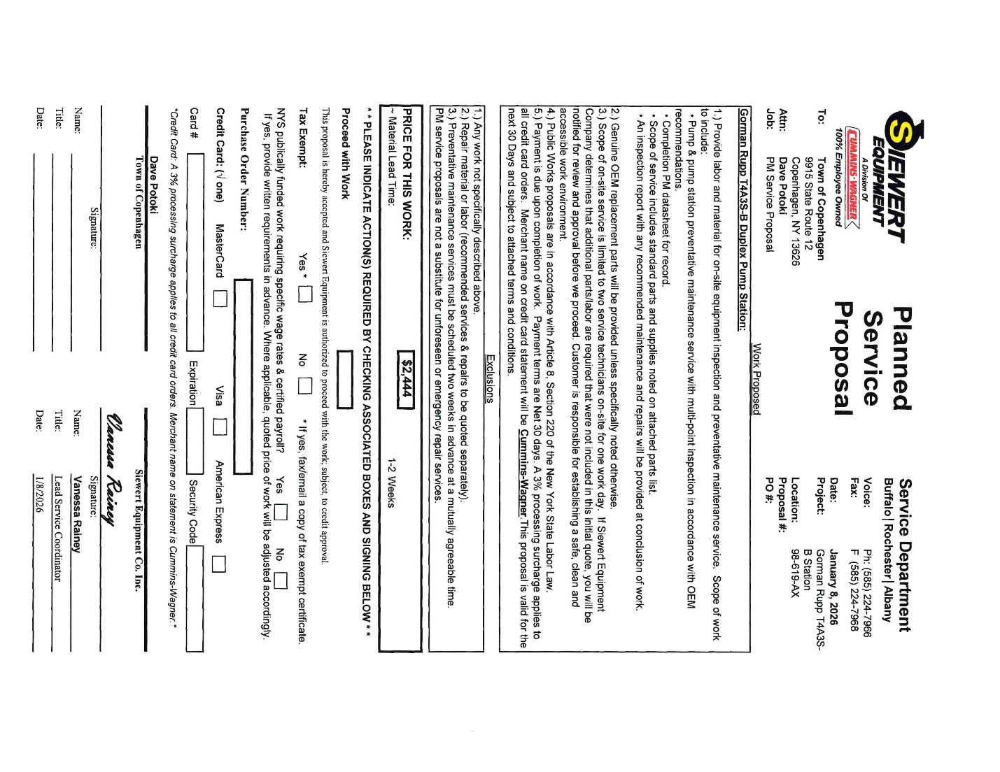 SIEWERT
EQUIPMENT
A Division Of
CUMMINS-WAGNER
100% Employee Owned
Planned
Service
Proposal
Service Department
Buffalo | Rochester | Albany
Voice: Ph: (585) 224-7966
Fax: F (585) 224-7968
To: Town of Copenhagen
9915 State Route 12
Copenhagen, NY 13626
Attn: Dave Potoki
Job: PM Service Proposal
Date: January 8, 2026
Project: Gorman Rupp T4A3S-
B Station
Location: 98-619-AX
Proposal #:
PO #:
Work Proposed
Gorman Rupp T4A3S-B Duplex Pump Station:
1.) Provide labor and material for on-site equipment inspection and preventative maintenance service. Scope of work
to include:
• Pump & pump station preventative maintenance service with multi-point inspection in accordance with OEM
recommendations.
• Completion PM datasheet for record.
• Scope of service includes standard parts and supplies noted on attached parts list.
• An inspection report with any recommended maintenance and repairs will be provided at conclusion of work.
2.) Genuine OEM replacement parts will be provided unless specifically noted otherwise.
3.) Scope of on-site service is limited to two service technicians on-site for one work day. If Siewert Equipment
Company determines that additional parts/labor are required that were not included in this initial quote, you will be
notified for review and approval before we proceed. Customer is responsible for establishing a safe, clean and
accessible work environment.
4.) Public Works proposals are in accordance with Article 8, Section 220 of the New York State Labor Law.
5.) Payment is due upon completion of work. Payment terms are Net 30 days. A 3% processing surcharge applies to
all credit card orders. Merchant name on credit card statement will be Cummins-Wagner.This proposal is valid for the
next 30 Days and subject to attached terms and conditions.
Exclusions
1.) Any work not specifically described above.
2.) Repair material or labor (recommended services & repairs to be quoted separately).
3.) Preventative maintenance services must be scheduled two weeks in advance at a mutually agreeable time.
PM service proposals are not a substitute for unforeseen or emergency repair services.
PRICE FOR THIS WORK: $2,444
~ Material Lead Time: 1-2 Weeks
* * PLEASE INDICATE ACTION(S) REQUIRED BY CHECKING ASSOCIATED BOXES AND SIGNING BELOW * *
Proceed with Work
This proposal is hereby accepted and Siewert Equipment is authorized to proceed with the work; subject, to credit approval.
Tax Exempt: Yes * No * If yes, fax/email a copy of tax exempt certificate.
NYS publically funded work requiring specific wage rates & certified payroll? Yes No
If yes, provide written requirements in advance. Where applicable, quoted price of work will be adjusted accordingly.
Purchase Order Number:
Credit Card: (√ one) MasterCard Visa American Express
Card # Expiration Security Code
*Credit Card: A 3% processing surcharge applies to all credit card orders. Merchant name on statement is Cummins-Wagner.*
Dave Potoki
Town of Copenhagen
Siewert Equipment Co. Inc.
Vanessa Rainey
Signature:
Signature:
Name:
Name: Vanessa Rainey
Title:
Title: Lead Service Coordinator
Date:
Date: 1/8/2026